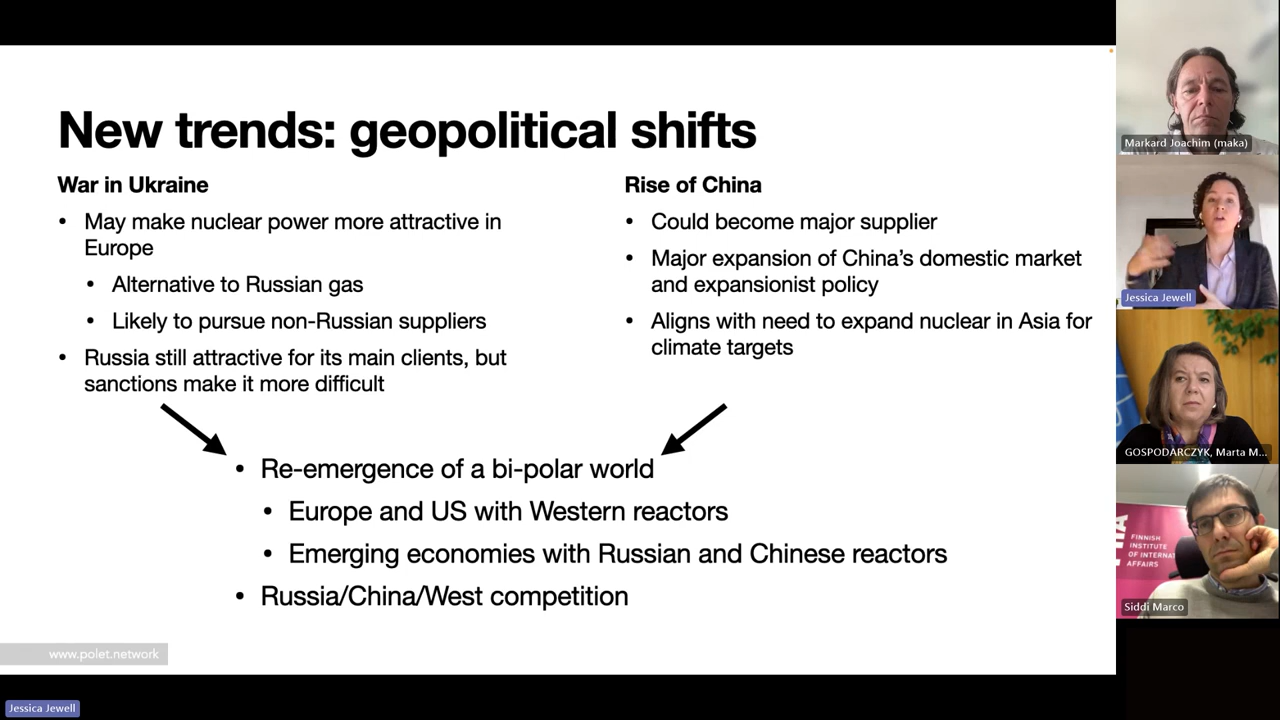 New trends: geopolitical shifts
War in Ukraine
• May make nuclear power more attractive in
Europe
• Alternative to Russian gas
• Likely to pursue non-Russian suppliers
• Russia still attractive for its main clients, but
sanctions make it more difficult
Rise of China
• Could become major supplier
• Major expansion of China's domestic market
and expansionist policy
• Aligns with need to expand nuclear in Asia for
climate targets
• Re-emergence of a bi-polar world
• Europe and US with Western reactors
• Emerging economies with Russian and Chinese reactors
• Russia/China/West competition
www.polet.network
Jessica Jewell
Markard Joachim (maka)
Jessica Jewell
GOSPODARCZYK, Marta M...
FINNISH
INSTITUTE
OF INTERNAT
AFFAIRS
Siddi Marco